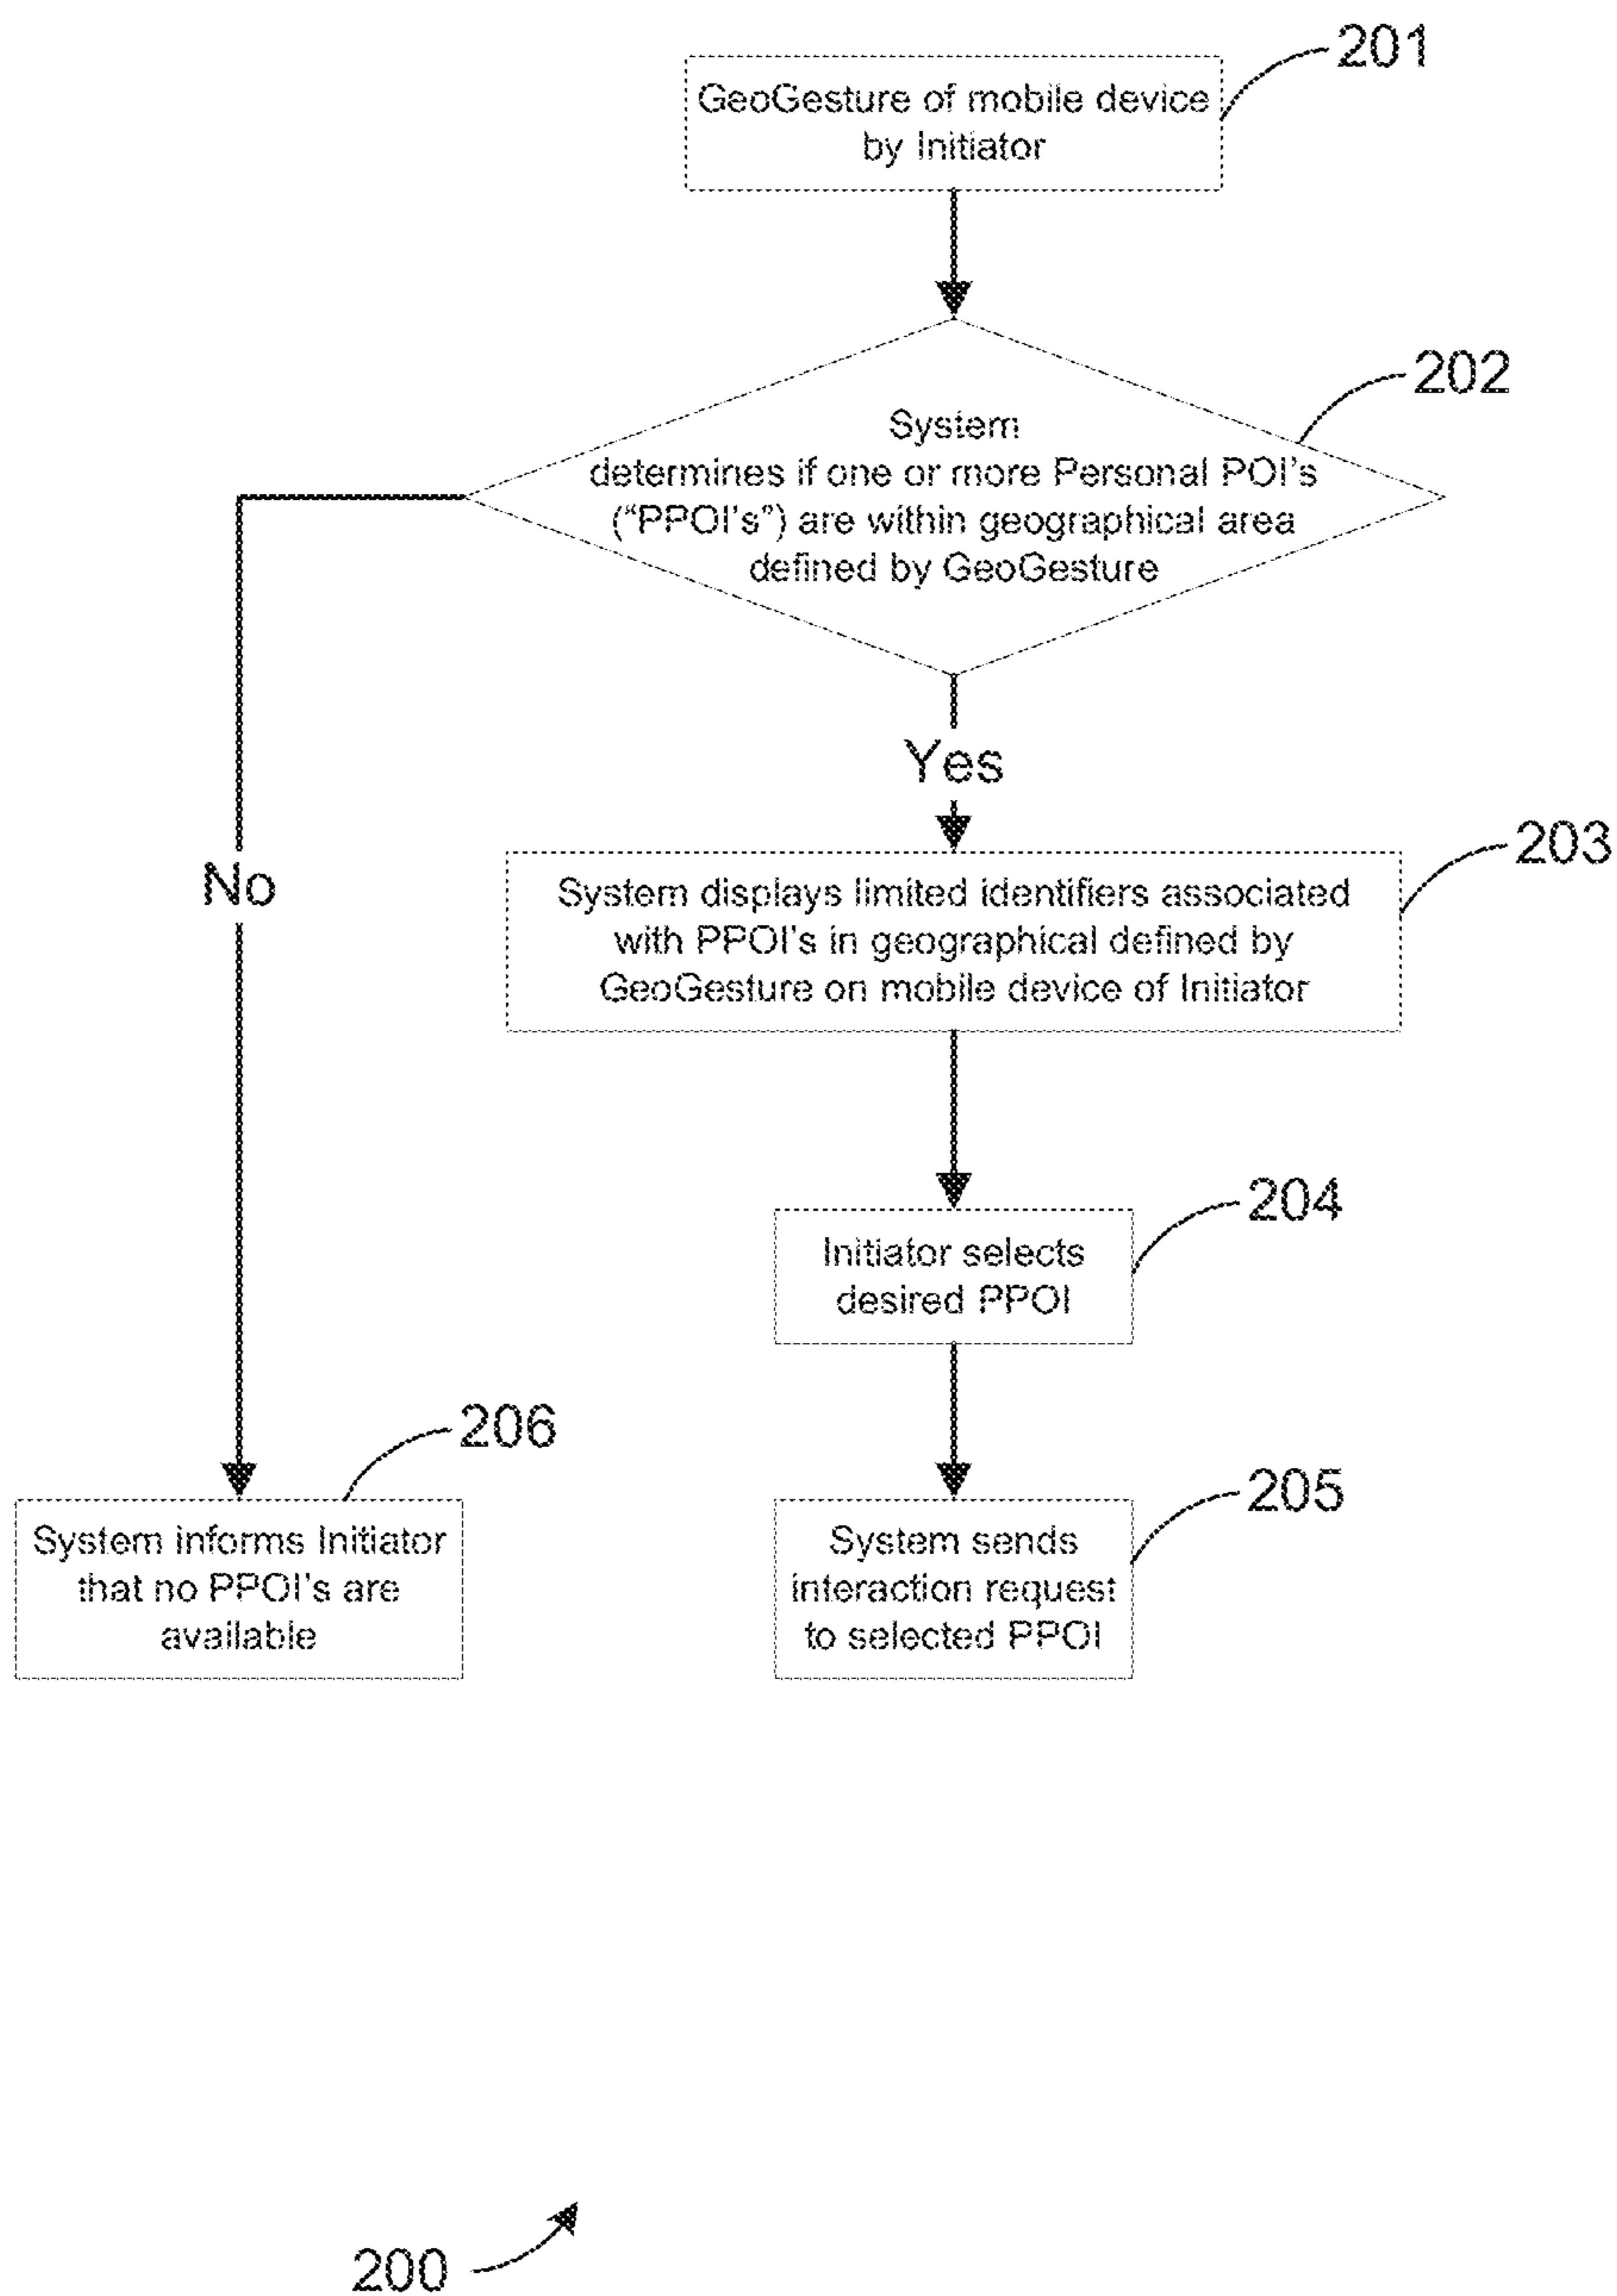 201
GeoGesture of mobile device
by Initiator
202
System
determines if one or more Personal POI's
("PPOI's") are within geographical area
defined by GeoGesture
Yes
No
203
System displays limited identifiers associated
with PPOI's in geographical defined by
GeoGesture on mobile device of Initiator
204
Initiator selects
desired PPOI
206
System informs Initiator
that no PPOI's are
available
205
System sends
interaction request
to selected PPOI
200